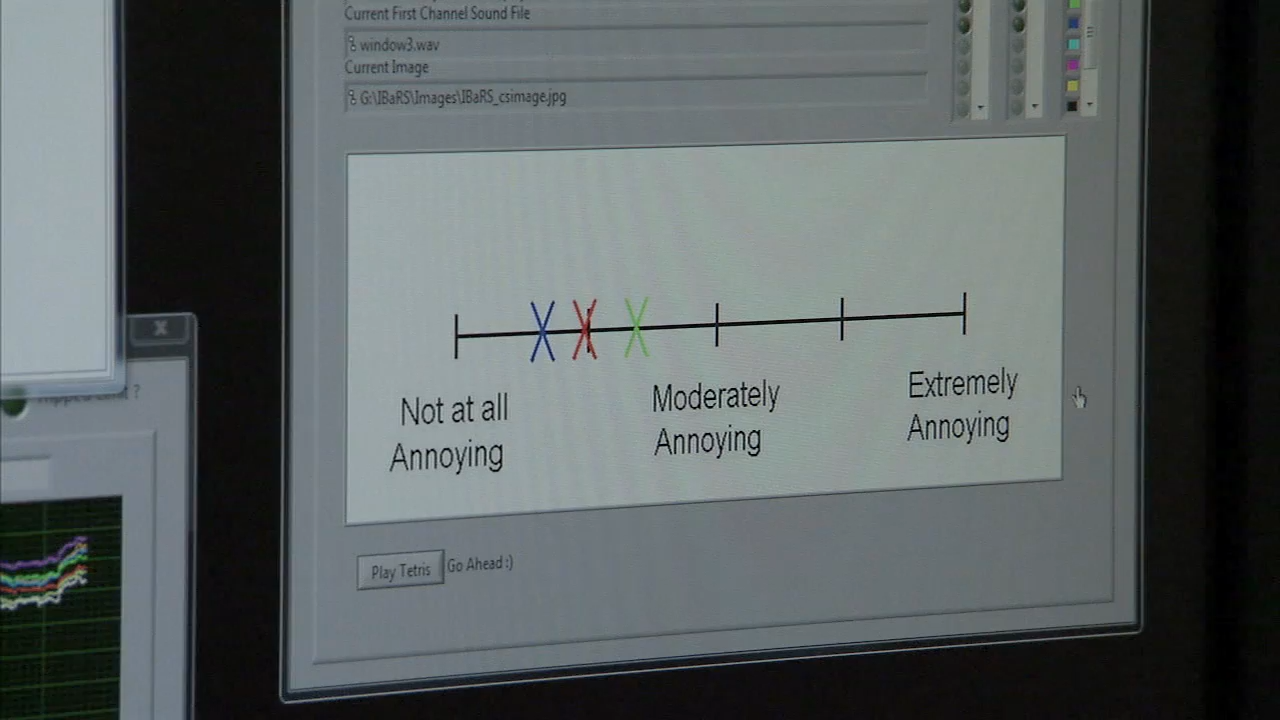 Current First Channel Sound File
window3.wav
Current Image
G:\IBaRS\Images\IBaRS_csimage.jpg
Not at all
Annoying
Moderately
Annoying
Extremely
Annoying
Play Tetris
Go Ahead :)
X